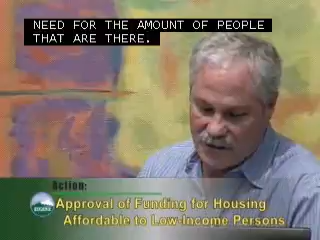 NEED FOR THE AMOUNT OF PEOPLE
THAT ARE THERE.
Action:
Approval of Funding for Housing
Affordable to Low-Income Persons